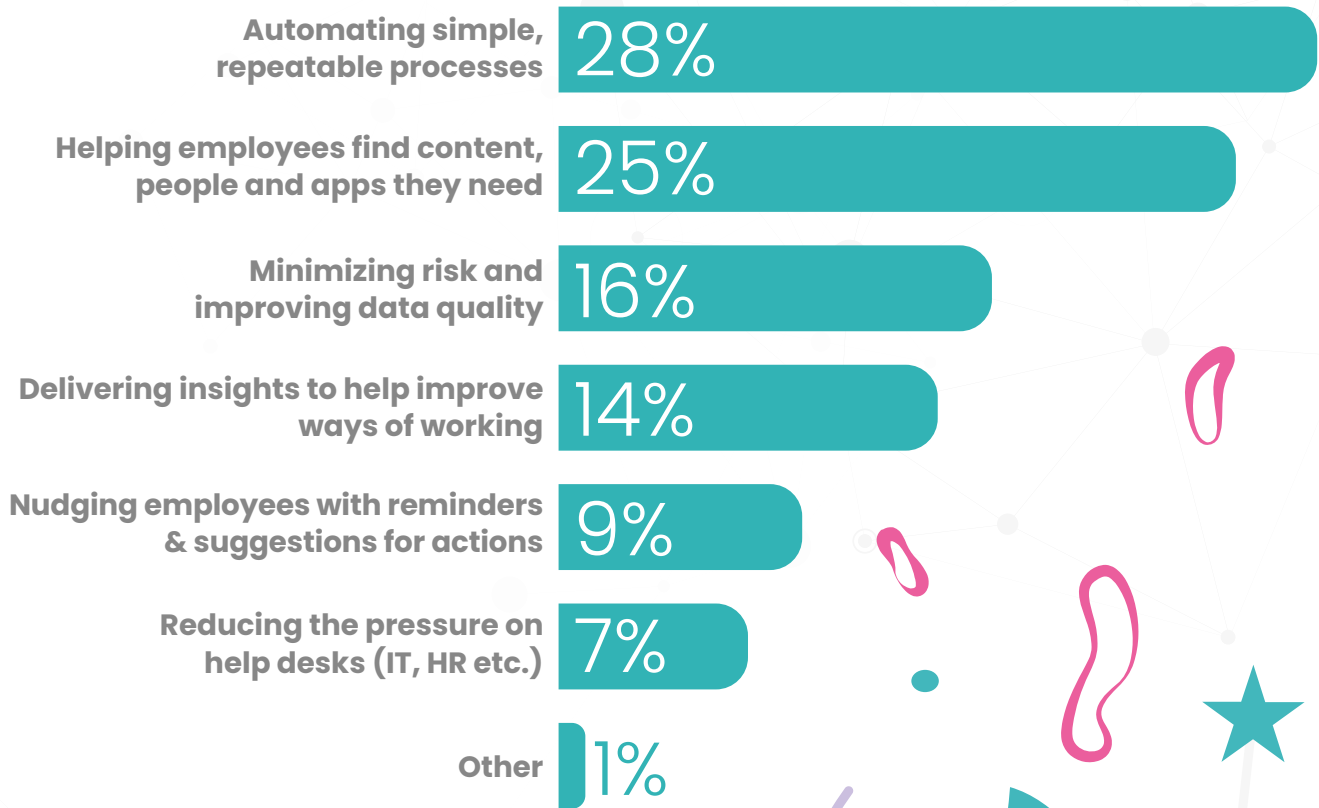 Automating simple,
repeatable processes
28%
Helping employees find content,
people and apps they need
25%
Minimizing risk and
improving data quality
16%
Delivering insights to help improve
ways of working
14%
Nudging employees with reminders
& suggestions for actions
9%
Reducing the pressure on
help desks (IT, HR etc.)
7%
Other
1%